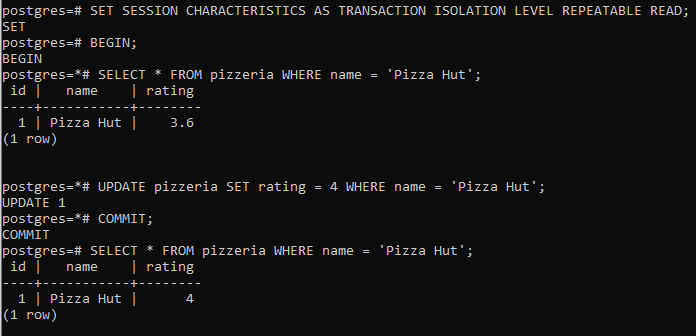 postgres=# SET SESSION CHARACTERISTICS AS TRANSACTION ISOLATION LEVEL REPEATABLE READ;
SET
postgres=# BEGIN;
BEGIN
postgres=*# SELECT * FROM pizzeria WHERE name = 'Pizza Hut';
 id |   name    | rating
----+-----------+--------
  1 | Pizza Hut |    3.6
(1 row)


postgres=*# UPDATE pizzeria SET rating = 4 WHERE name = 'Pizza Hut';
UPDATE 1
postgres=*# COMMIT;
COMMIT
postgres=# SELECT * FROM pizzeria WHERE name = 'Pizza Hut';
 id |   name    | rating
----+-----------+--------
  1 | Pizza Hut |      4
(1 row)